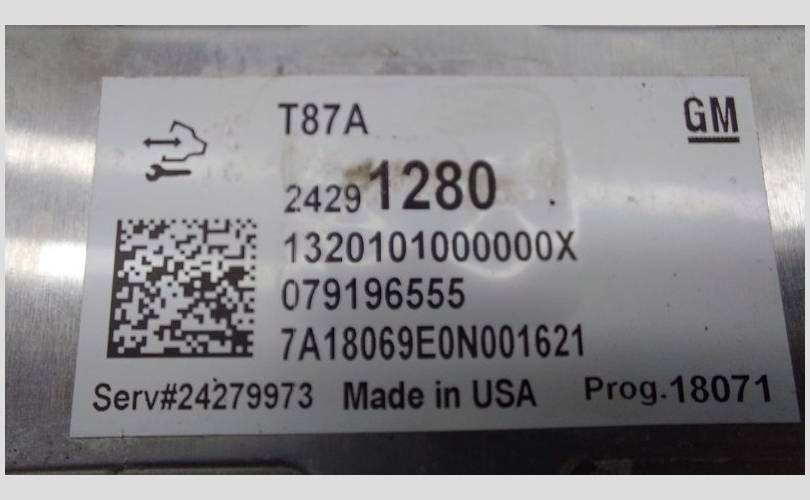 T87A
GM
24291280
1320101000000X
079196555
7A18069E0N001621
Serv#24279973 Made in USA Prog.18071